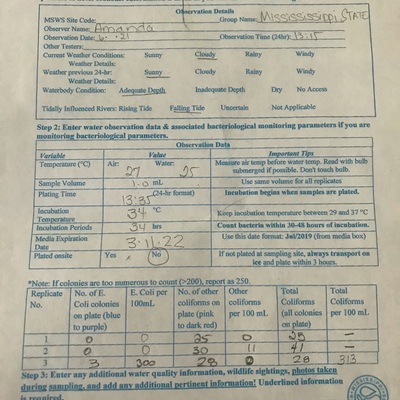 Observation Details
MSWS Site Code: Group Name: Mississippi State
Observer Name: Amanda
Observation Date: 6 · ·21 Observation Time (24hr): 13:15
Other Testers:
Current Weather Conditions: Sunny Cloudy Rainy Windy
Weather Details:
Weather previous 24-hr: Sunny Cloudy Rainy Windy
Weather Details:
Waterbody Condition: Adequate Depth Inadequate Depth Dry No Access
Tidally Influenced Rivers: Rising Tide Falling Tide Uncertain Not Applicable
Step 2: Enter water observation data & associated bacteriological monitoring parameters if you are
monitoring bacteriological parameters.
Observation Data
Variable Value Important Tips
Temperature (°C) Air: 27 Water: 25 Measure air temp before water temp. Read with bulb submerged if possible. Don't touch bulb.
Sample Volume 1.0 mL Use same volume for all replicates
Plating Time 13:35 (24-hr format) Incubation begins when samples are plated.
Incubation Temperature 34 °C Keep incubation temperature between 29 and 37 °C
Incubation Periods 34 hrs Count bacteria within 30-48 hours of incubation.
Media Expiration Date 3.11.22 Use this date format: Jul/2019 (from media box)
Plated onsite Yes No If not plated at sampling site, always transport on ice and plate within 3 hours.
*Note: If colonies are too numerous to count (>200), report as 250.
Replicate No. No. of E. Coli colonies on plate (blue to purple) E. Coli per 100mL No. of other coliforms on plate (pink to dark red) Other coliforms per 100 mL Total Coliforms (all colonies on plate) Total coliforms per 100 mL
1 0 0 25 0 25 –
2 0 0 30 11 41 –
3 3 300 28 0 28 313
Step 3: Enter any additional water quality information, wildlife sightings, photos taken
during sampling, and add any additional pertinent information! Underlined information
is required.